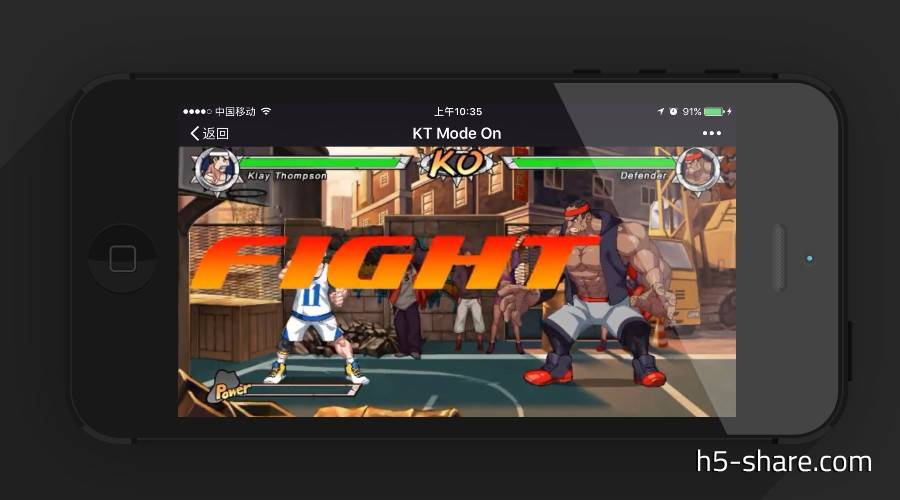 中国移动
上午10:35
91%
返回
KT Mode On
KO
Klay Thompson
Defender
FIGHT
11
Power
h5-share.com